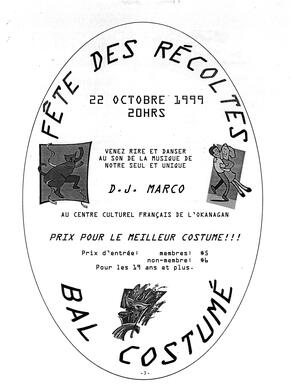 FÊTE DES RÉCOLTES
22 OCTOBRE 1999
20HRS
VENEZ RIRE ET DANSER
AU SON DE LA MUSIQUE DE
NOTRE SEUL ET UNIQUE
D.J. MARCO
AU CENTRE CULTUREL FRANÇAIS DE L'OKANAGAN
PRIX POUR LE MEILLEUR COSTUME!!!
Prix d'entrée: membres: $5
non-membre: $6
Pour les 19 ans et plus.
BAL COSTUMÉ
-3-